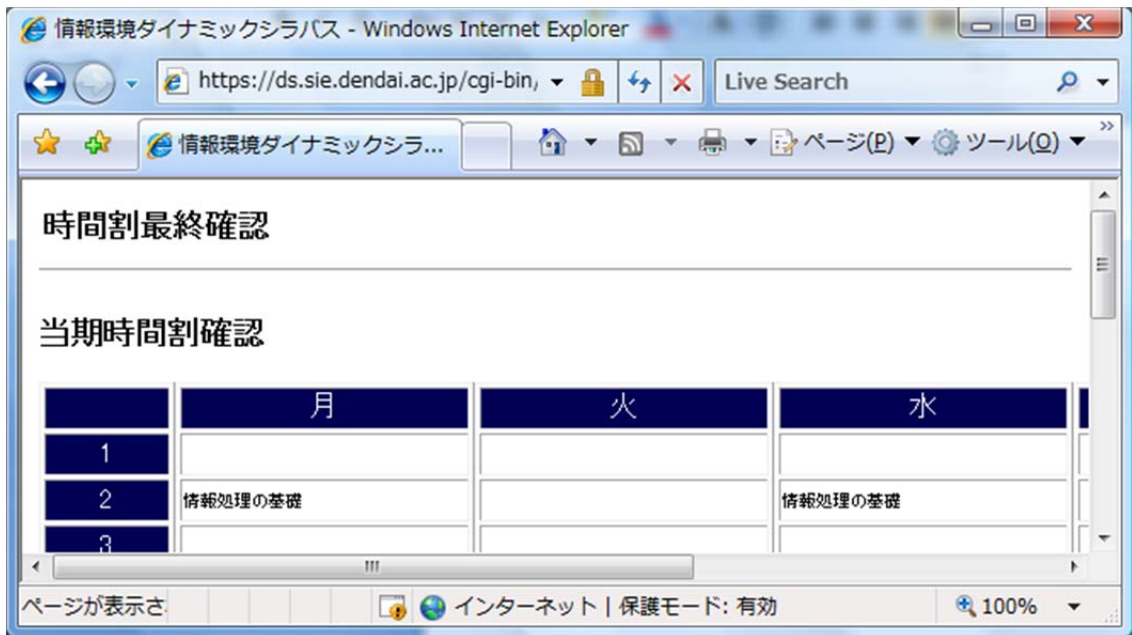 情報環境ダイナミックシラバス - Windows Internet Explorer
https://ds.sie.dendai.ac.jp/cgi-bin/
Live Search
情報環境ダイナミックシラ...
ページ(P)
ツール(O)
時間割最終確認
当期時間割確認
月 火 水
1
2 情報処理の基礎 情報処理の基礎
3
ページが表示さ
インターネット | 保護モード: 有効
100%